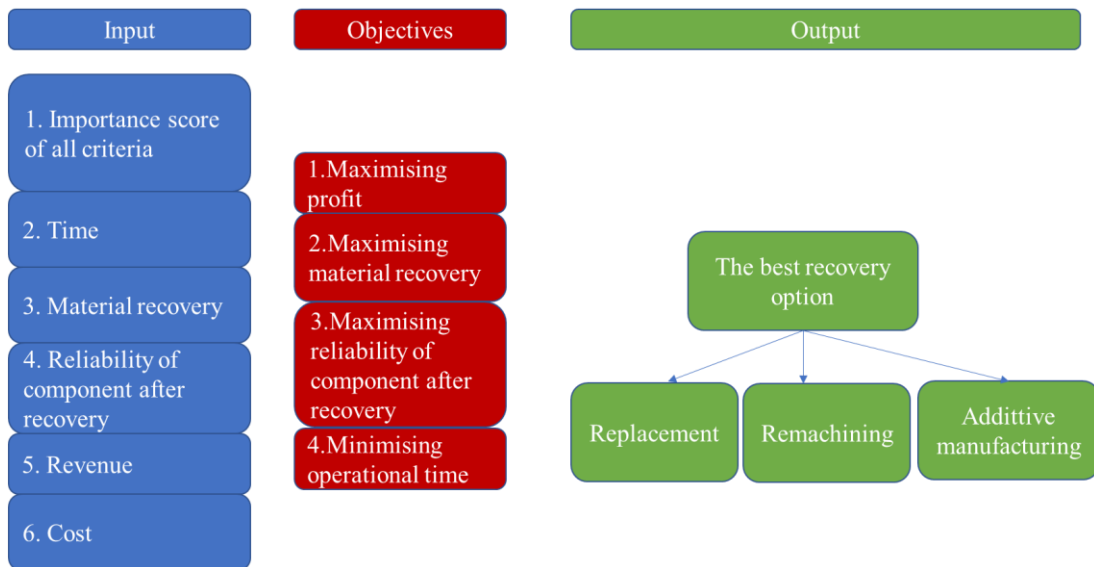 Input
Objectives
Output
1. Importance score
of all criteria
2. Time
3. Material recovery
4. Reliability of
component after
recovery
5. Revenue
6. Cost
1.Maximising
profit
2.Maximising
material recovery
3.Maximising
reliability of
component after
recovery
4.Minimising
operational time
The best recovery
option
Replacement
Remachining
Addittive
manufacturing